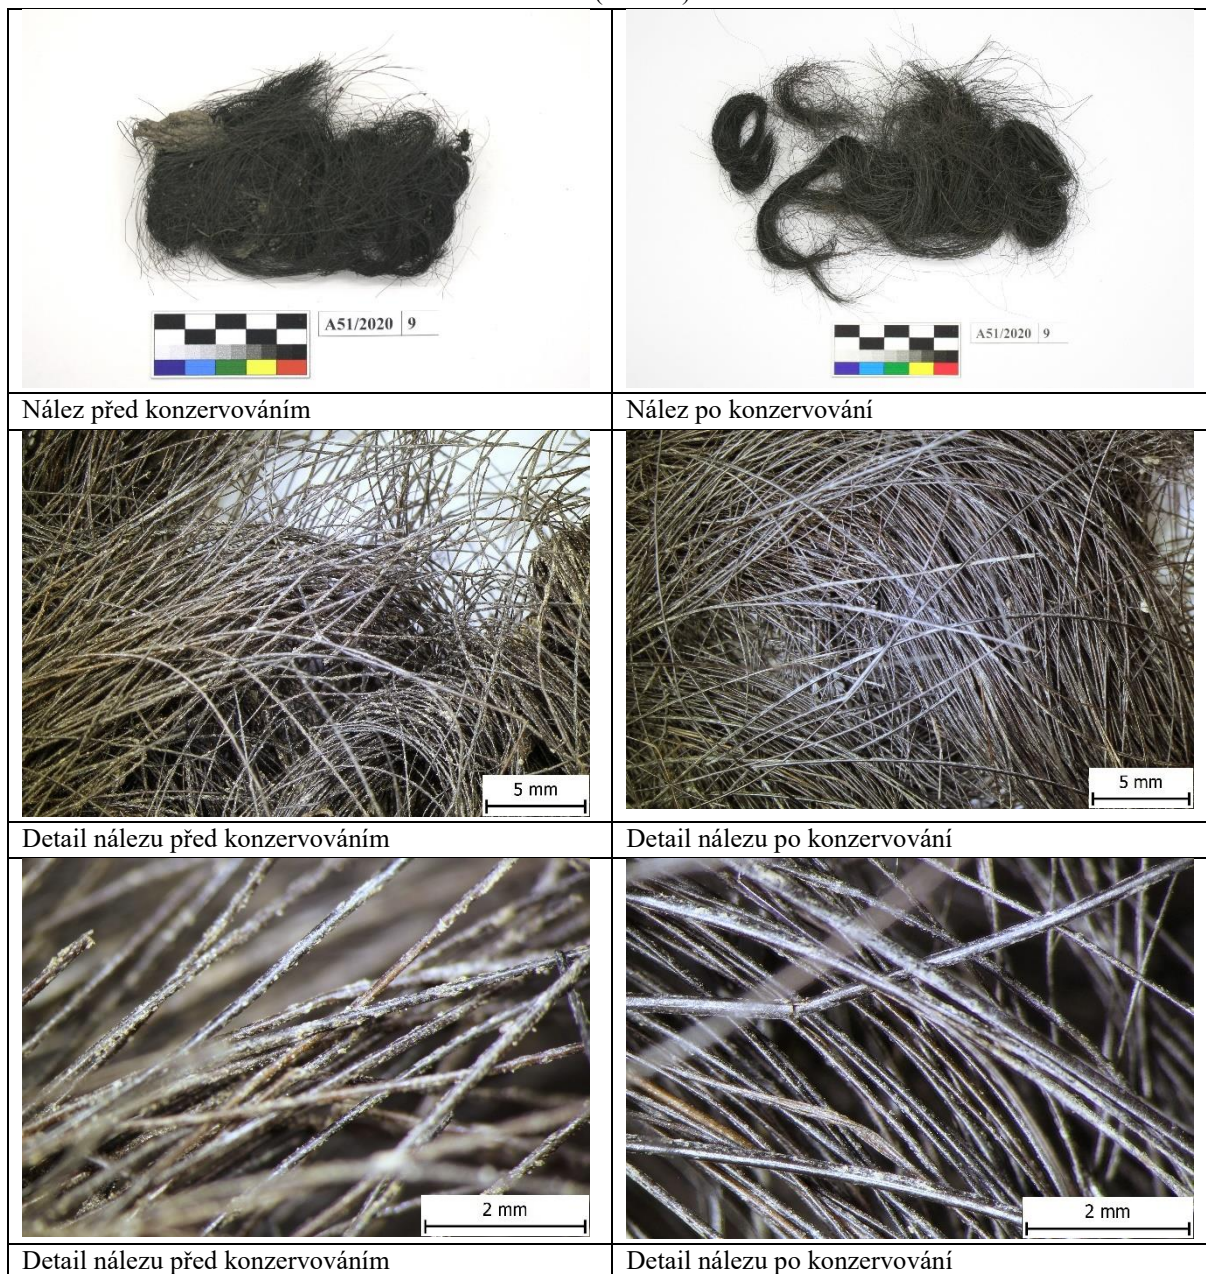 A51/2020 9
A51/2020 9
Nález před konzervováním
Nález po konzervování
5 mm
5 mm
Detail nálezu před konzervováním
Detail nálezu po konzervování
2 mm
2 mm
Detail nálezu před konzervováním
Detail nálezu po konzervování